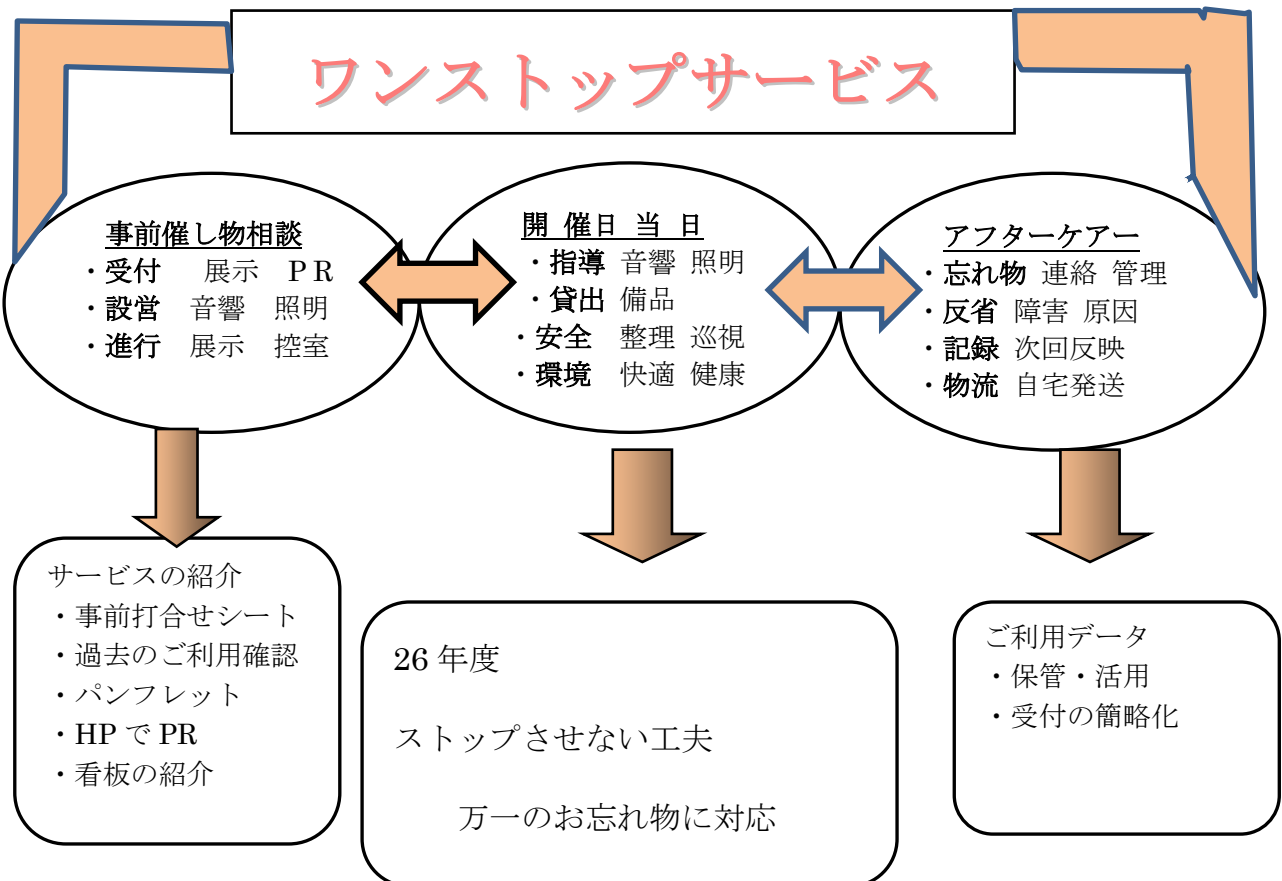 ワンストップサービス
事前催し物相談
・受付　展示　ＰＲ
・設営　音響　照明
・進行　展示　控室
開 催日 当 日
・指導 音響 照明
・貸出 備品
・安全　整理 巡視
・環境　快適 健康
アフターケアー
・忘れ物 連絡 管理
・反省 障害 原因
・記録 次回反映
・物流 自宅発送
サービスの紹介
・事前打合せシート
・過去のご利用確認
・パンフレット
・HP で PR
・看板の紹介
26 年度
ストップさせない工夫
万一のお忘れ物に対応
ご利用データ
・保管・活用
・受付の簡略化